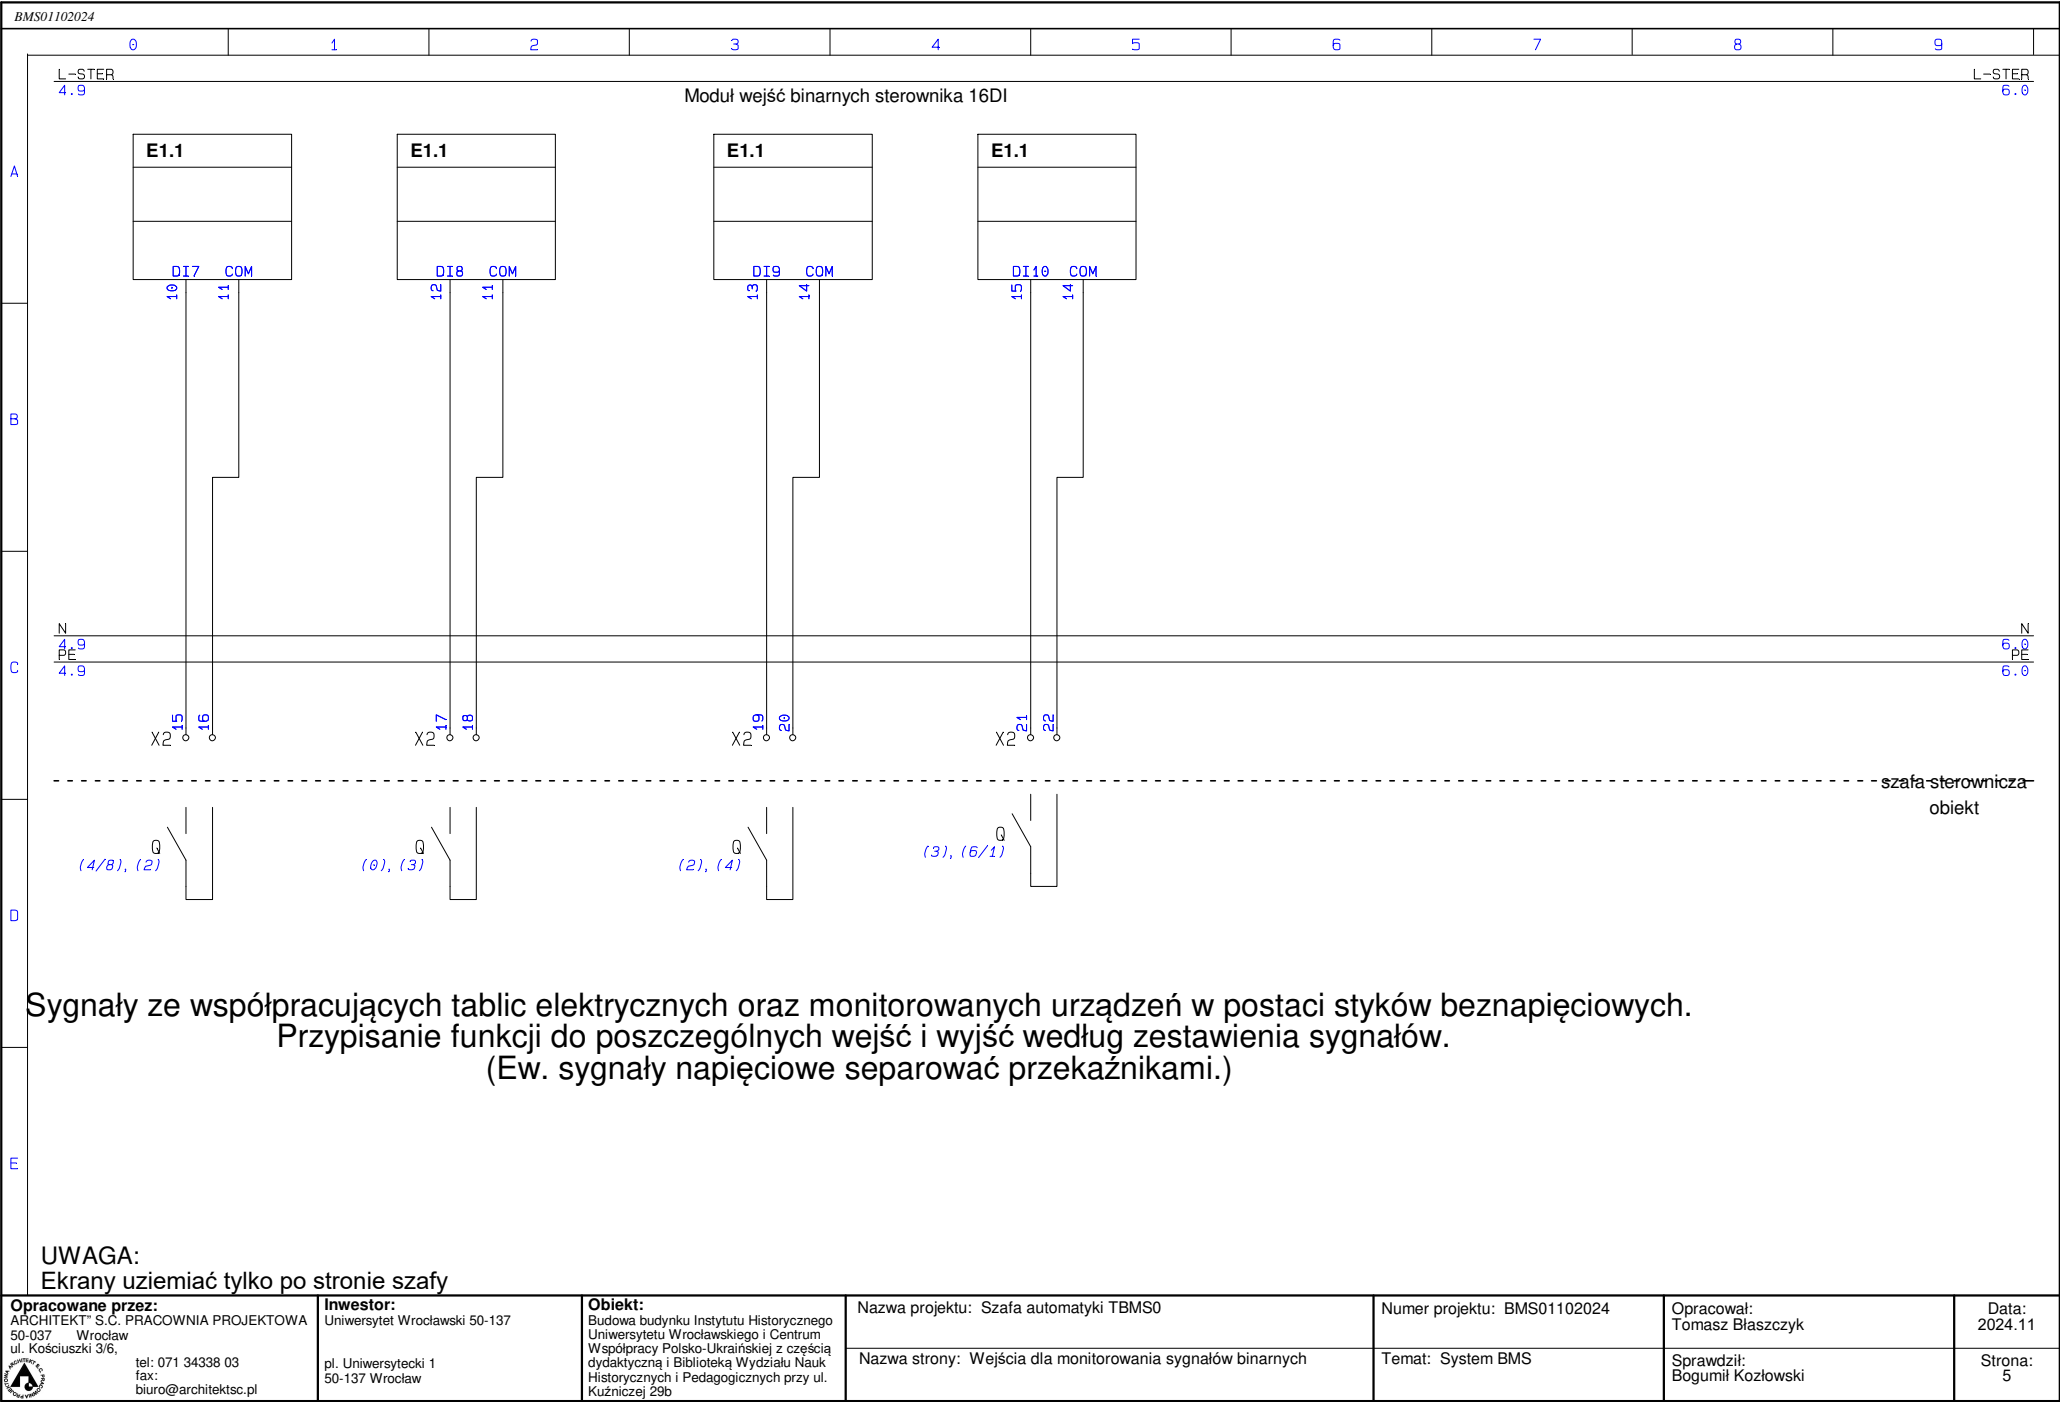 BMS01102024
0 1 2 3 4 5 6 7 8 9
L-STER L-STER
4.9 6.0
Moduł wejść binarnych sterownika 16DI
A
E1.1 E1.1 E1.1 E1.1
DI7 COM DI8 COM DI9 COM DI10 COM
10 11 12 11 13 14 15 14
B
N N
4.9 6.0
PE PE
4.9 6.0
C
15 16 17 18 19 20 21 22
X2 X2 X2 X2
szafa sterownicza
obiekt
Q Q Q Q
(4/8), (2) (0), (3) (2), (4) (3), (6/1)
D
Sygnały ze współpracujących tablic elektrycznych oraz monitorowanych urządzeń w postaci styków beznapięciowych.
Przypisanie funkcji do poszczególnych wejść i wyjść według zestawienia sygnałów.
(Ew. sygnały napięciowe separować przekaźnikami.)
E
UWAGA:
Ekrany uziemiać tylko po stronie szafy
Opracowane przez:
ARCHITEKT" S.C. PRACOWNIA PROJEKTOWA
50-037 Wrocław
ul. Kościuszki 3/6,
tel: 071 34338 03
fax:
biuro@architektsc.pl
Inwestor:
Uniwersytet Wrocławski 50-137
pl. Uniwersytecki 1
50-137 Wrocław
Obiekt:
Budowa budynku Instytutu Historycznego
Uniwersytetu Wrocławskiego i Centrum
Współpracy Polsko-Ukraińskiej z częścią
dydaktyczną i Biblioteką Wydziału Nauk
Historycznych i Pedagogicznych przy ul.
Kuźniczej 29b
Nazwa projektu: Szafa automatyki TBMS0
Nazwa strony: Wejścia dla monitorowania sygnałów binarnych
Numer projektu: BMS01102024
Temat: System BMS
Opracował:
Tomasz Błaszczyk
Sprawdził:
Bogumił Kozłowski
Data:
2024.11
Strona:
5